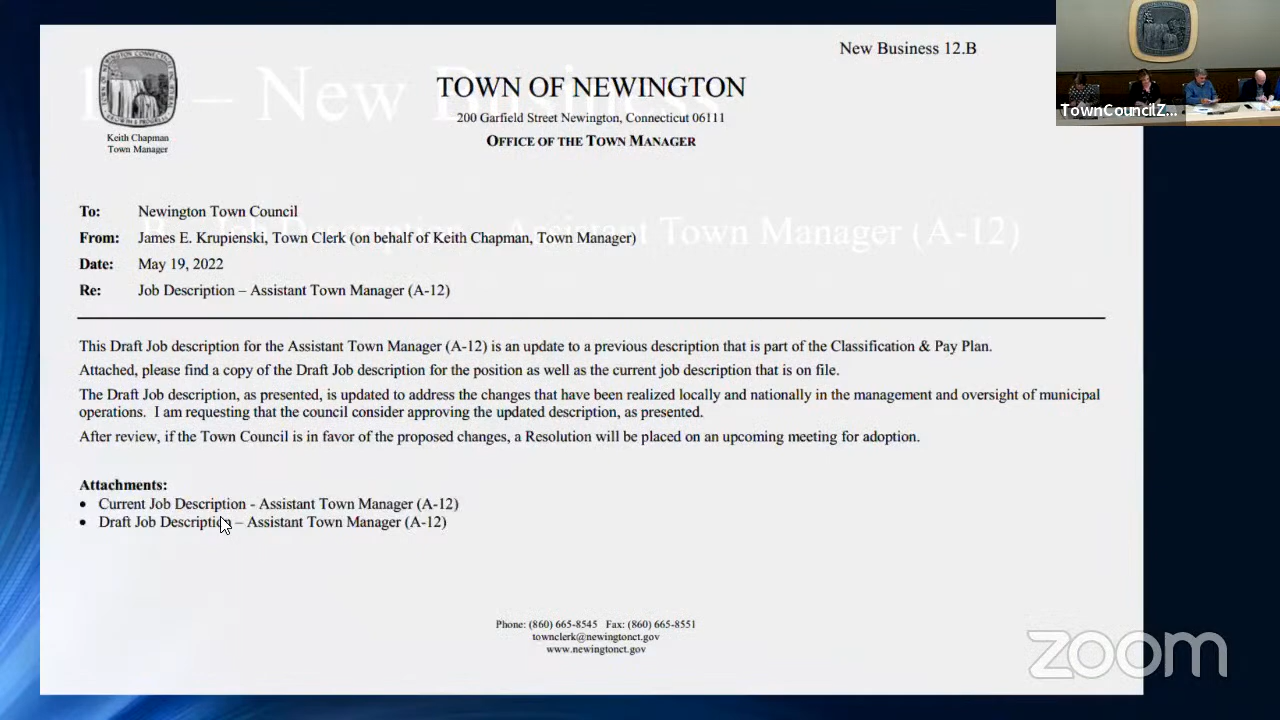 New Business 12.B
TOWN OF NEWINGTON
200 Garfield Street Newington, Connecticut 06111
OFFICE OF THE TOWN MANAGER
Keith Chapman
Town Manager
– New Business
To: Newington Town Council
From: James E. Krupienski, Town Clerk (on behalf of Keith Chapman, Town Manager)
Assistant Town Manager (A-12)
Date: May 19, 2022
Re: Job Description – Assistant Town Manager (A-12)
This Draft Job description for the Assistant Town Manager (A-12) is an update to a previous description that is part of the Classification & Pay Plan.
Attached, please find a copy of the Draft Job description for the position as well as the current job description that is on file.
The Draft Job description, as presented, is updated to address the changes that have been realized locally and nationally in the management and oversight of municipal
operations. I am requesting that the council consider approving the updated description, as presented.
After review, if the Town Council is in favor of the proposed changes, a Resolution will be placed on an upcoming meeting for adoption.
Attachments:
• Current Job Description - Assistant Town Manager (A-12)
• Draft Job Description – Assistant Town Manager (A-12)
Phone: (860) 665-8545 Fax: (860) 665-8551
townclerk@newingtonct.gov
www.newingtonct.gov
TownCouncilZ...
zoom